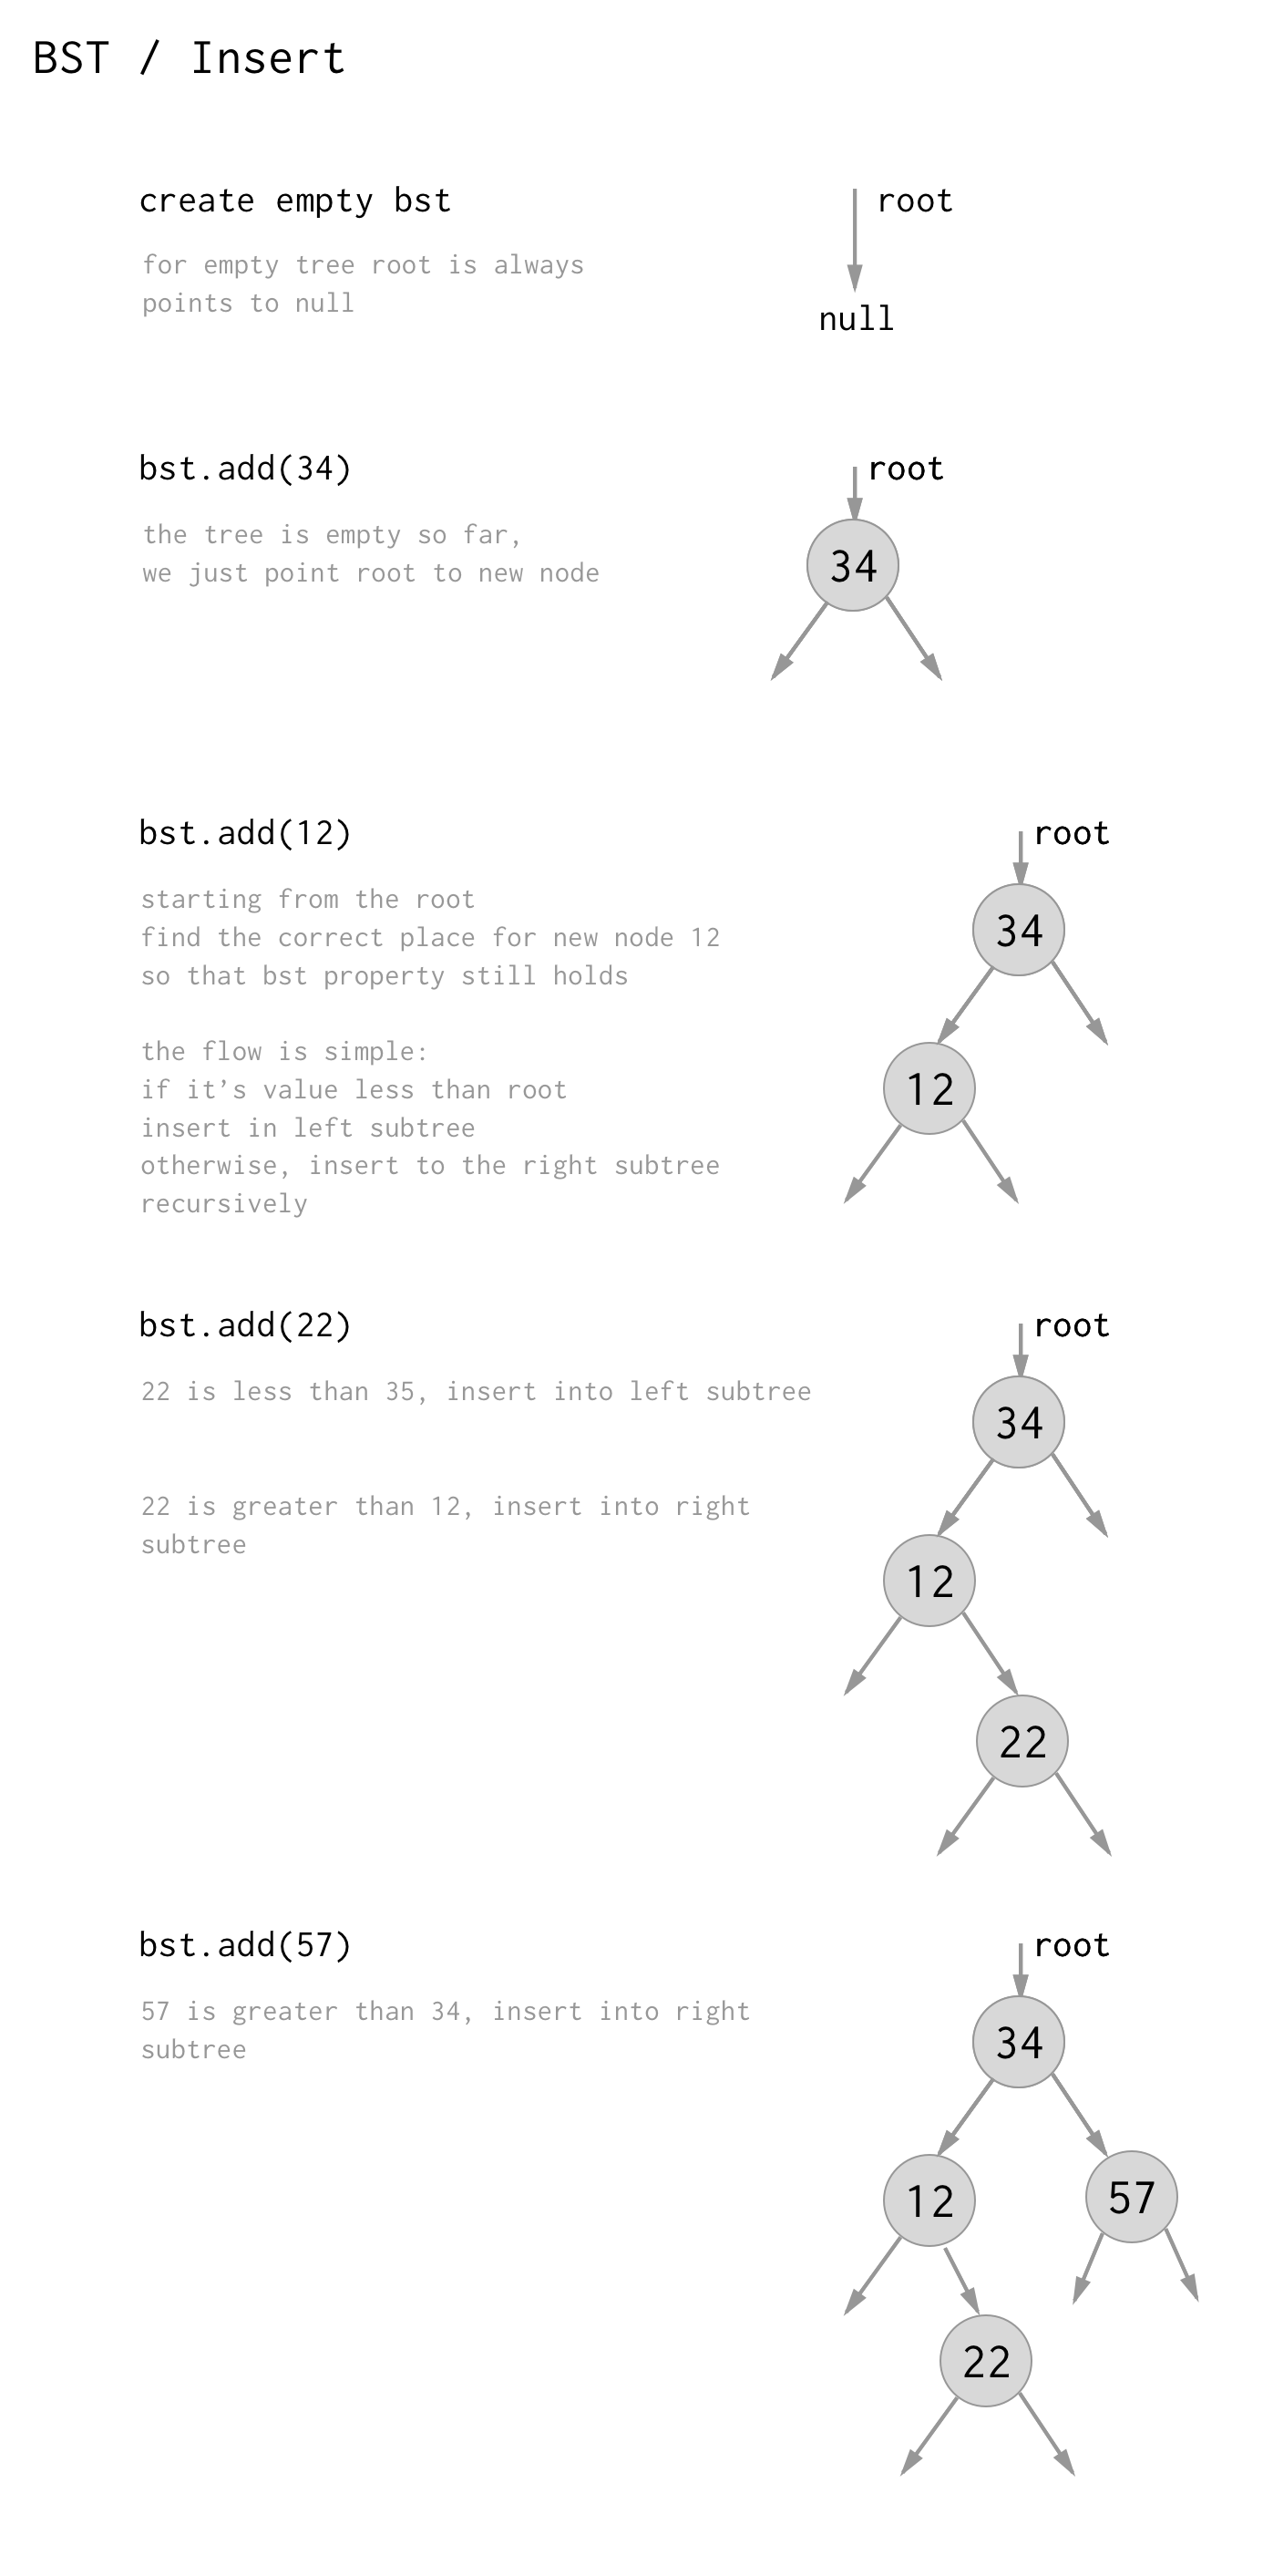 BST / Insert
create empty bst
root
for empty tree root is always
points to null
null
bst.add(34)
root
the tree is empty so far,
we just point root to new node
34
bst.add(12)
root
starting from the root
find the correct place for new node 12
so that bst property still holds
34
the flow is simple:
if it’s value less than root
insert in left subtree
otherwise, insert to the right subtree
recursively
12
bst.add(22)
root
22 is less than 35, insert into left subtree
34
22 is greater than 12, insert into right
subtree
12
22
bst.add(57)
root
57 is greater than 34, insert into right
subtree
34
12
57
22